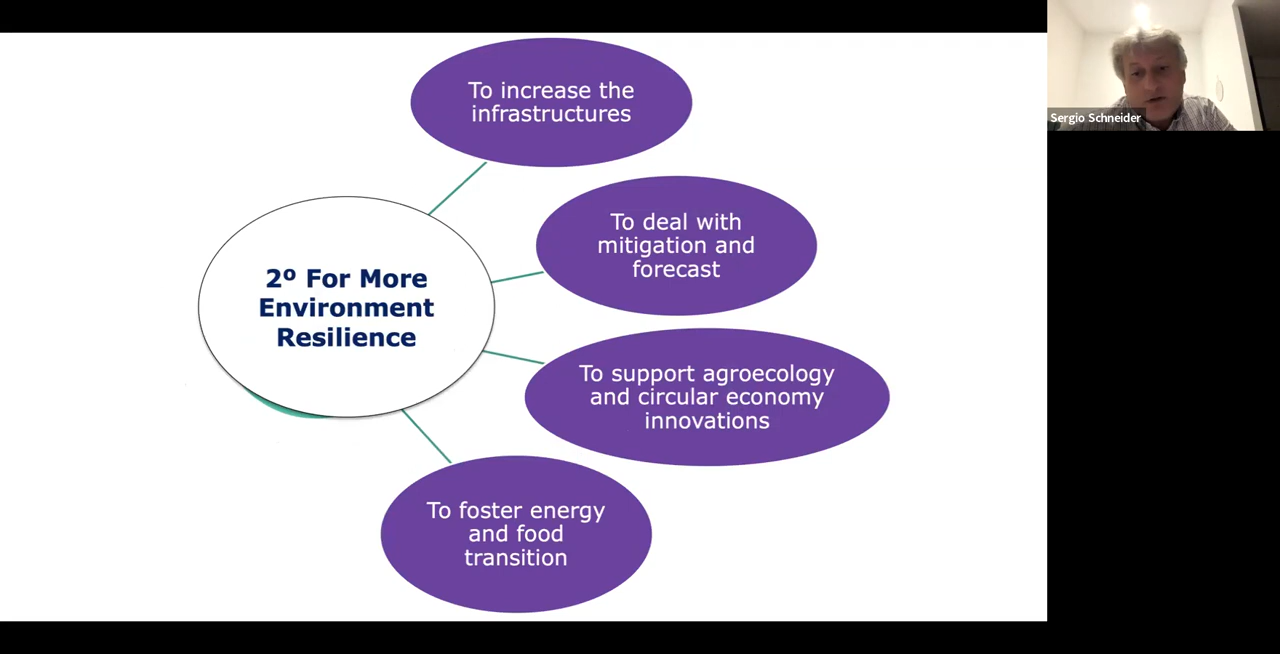 To increase the
infrastructures
To deal with
mitigation and
forecast
2º For More
Environment
Resilience
To support agroecology
and circular economy
innovations
To foster energy
and food
transition
Sergio Schneider